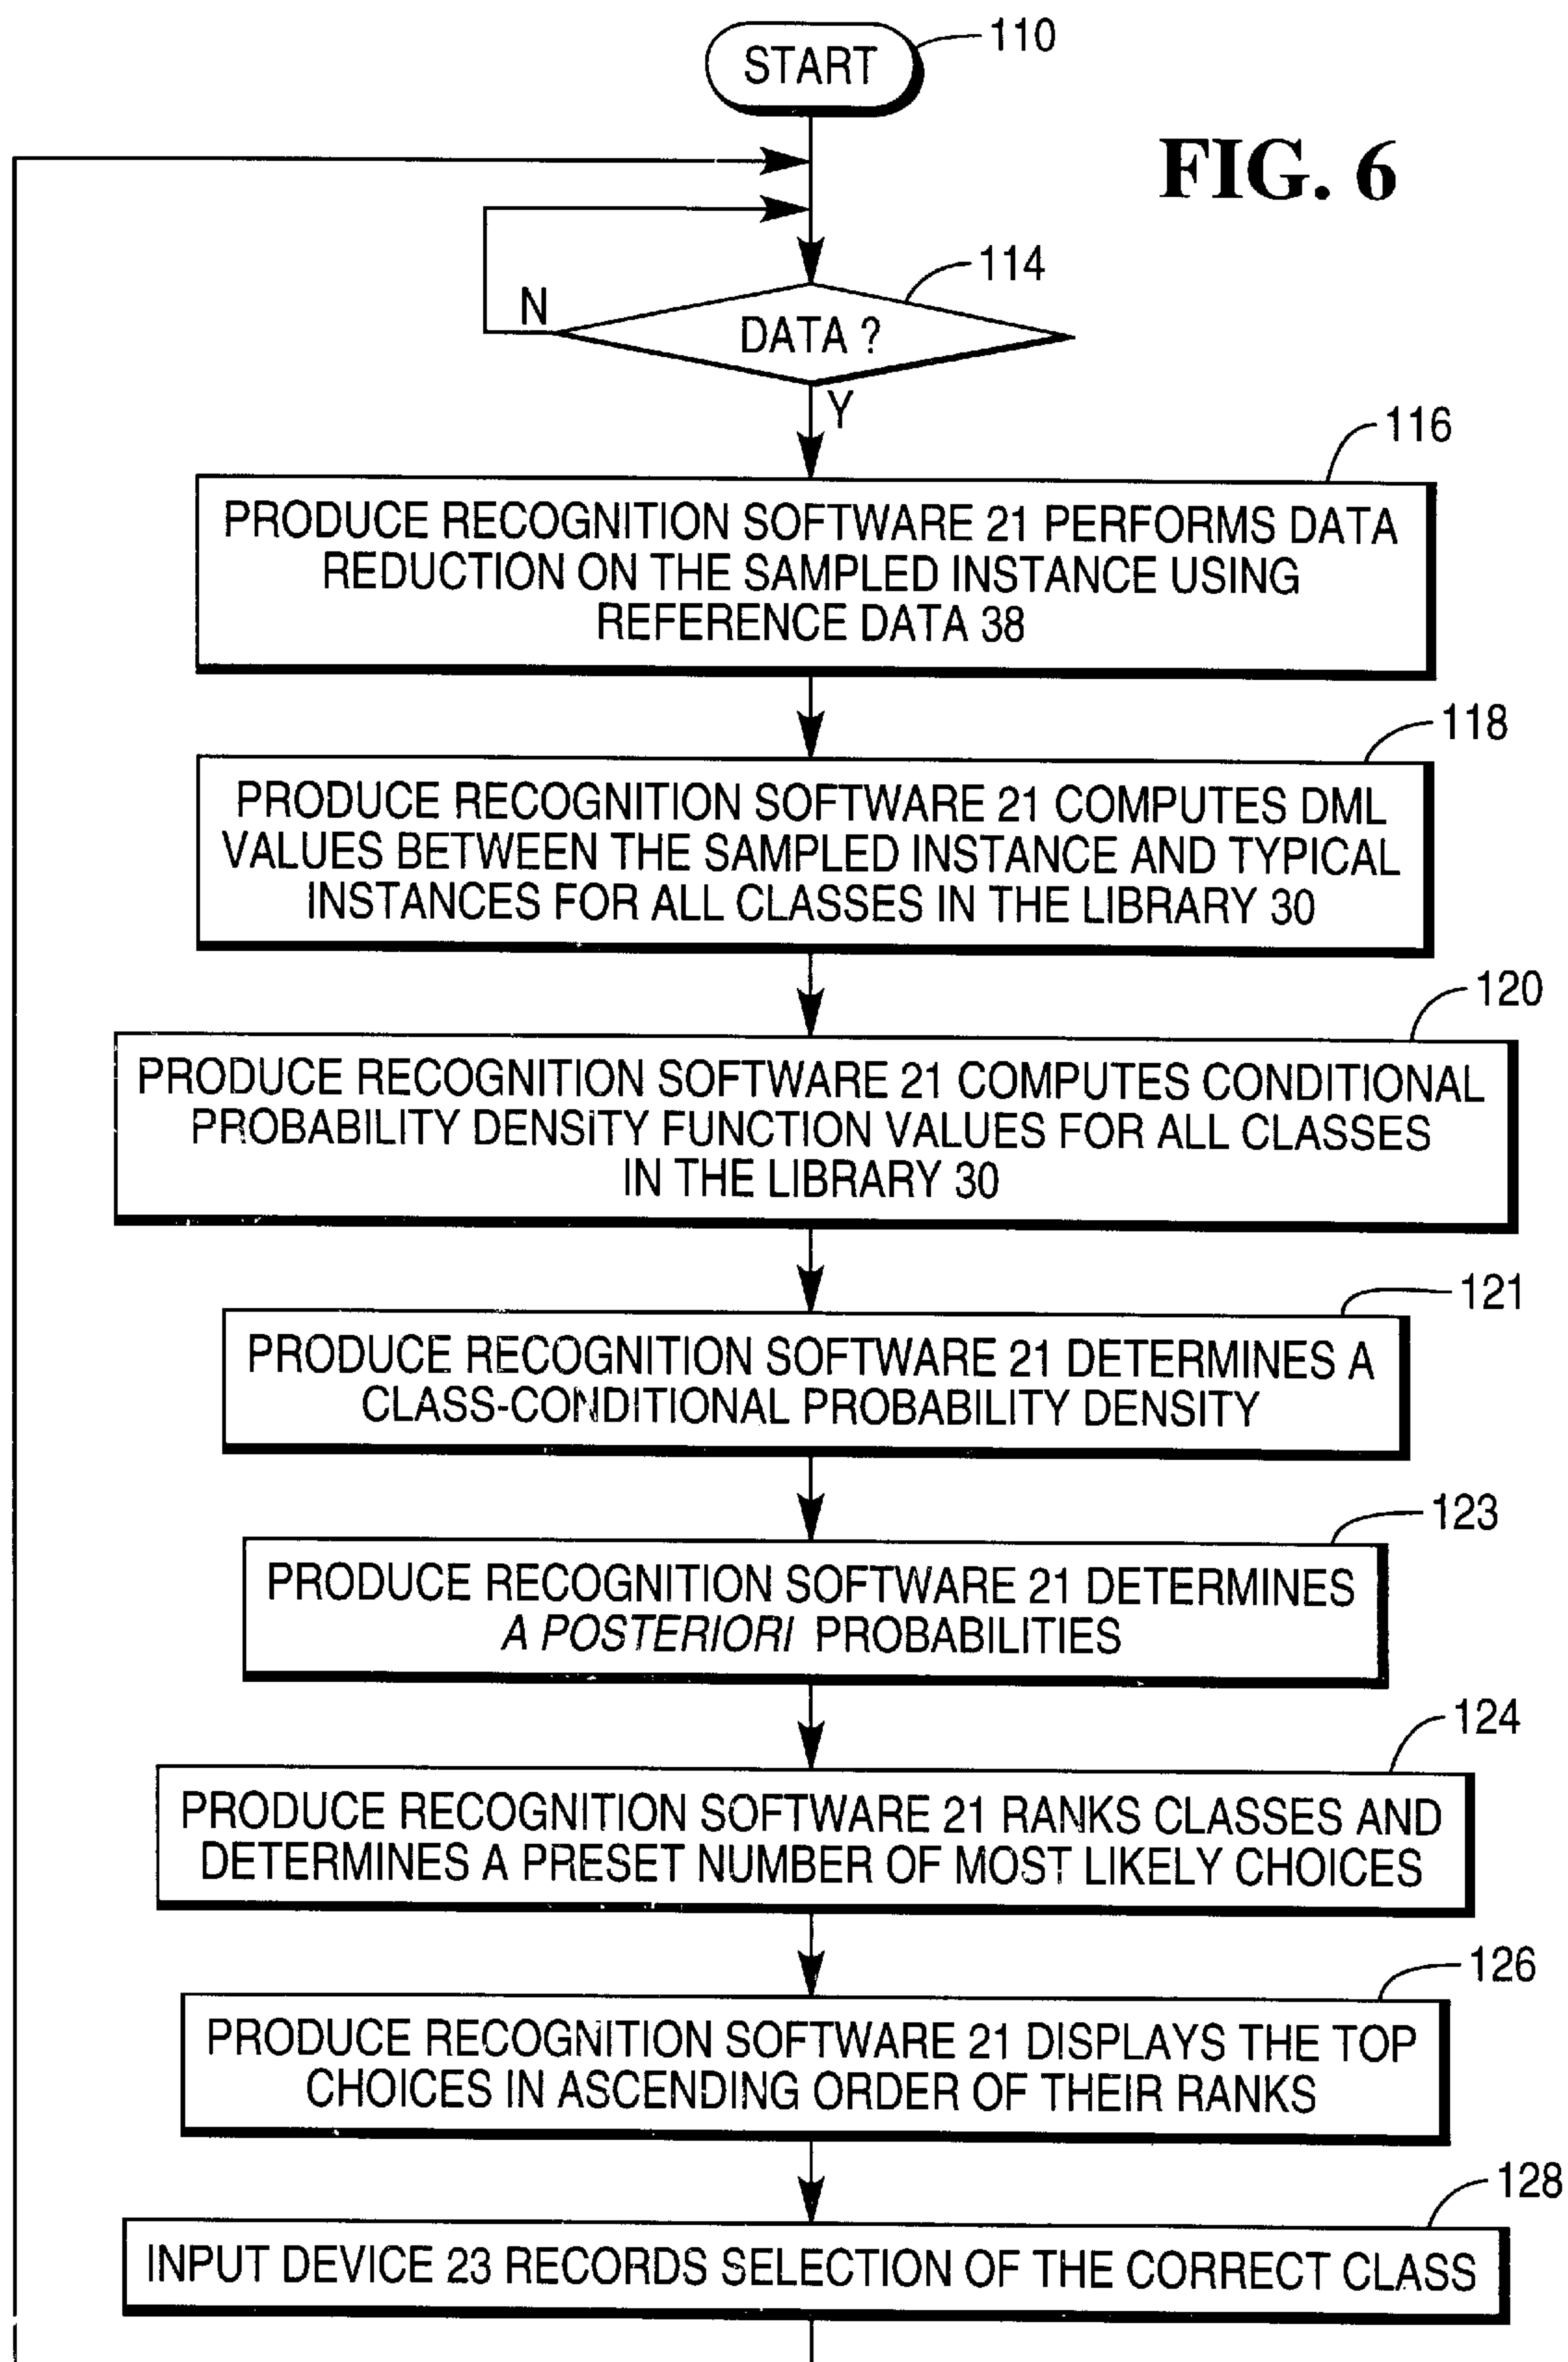 START
110
FIG. 6
114
N
DATA ?
Y
116
PRODUCE RECOGNITION SOFTWARE 21 PERFORMS DATA
REDUCTION ON THE SAMPLED INSTANCE USING
REFERENCE DATA 38
118
PRODUCE RECOGNITION SOFTWARE 21 COMPUTES DML
VALUES BETWEEN THE SAMPLED INSTANCE AND TYPICAL
INSTANCES FOR ALL CLASSES IN THE LIBRARY 30
120
PRODUCE RECOGNITION SOFTWARE 21 COMPUTES CONDITIONAL
PROBABILITY DENSITY FUNCTION VALUES FOR ALL CLASSES
IN THE LIBRARY 30
121
PRODUCE RECOGNITION SOFTWARE 21 DETERMINES A
CLASS-CONDITIONAL PROBABILITY DENSITY
123
PRODUCE RECOGNITION SOFTWARE 21 DETERMINES
A POSTERIORI PROBABILITIES
124
PRODUCE RECOGNITION SOFTWARE 21 RANKS CLASSES AND
DETERMINES A PRESET NUMBER OF MOST LIKELY CHOICES
126
PRODUCE RECOGNITION SOFTWARE 21 DISPLAYS THE TOP
CHOICES IN ASCENDING ORDER OF THEIR RANKS
128
INPUT DEVICE 23 RECORDS SELECTION OF THE CORRECT CLASS